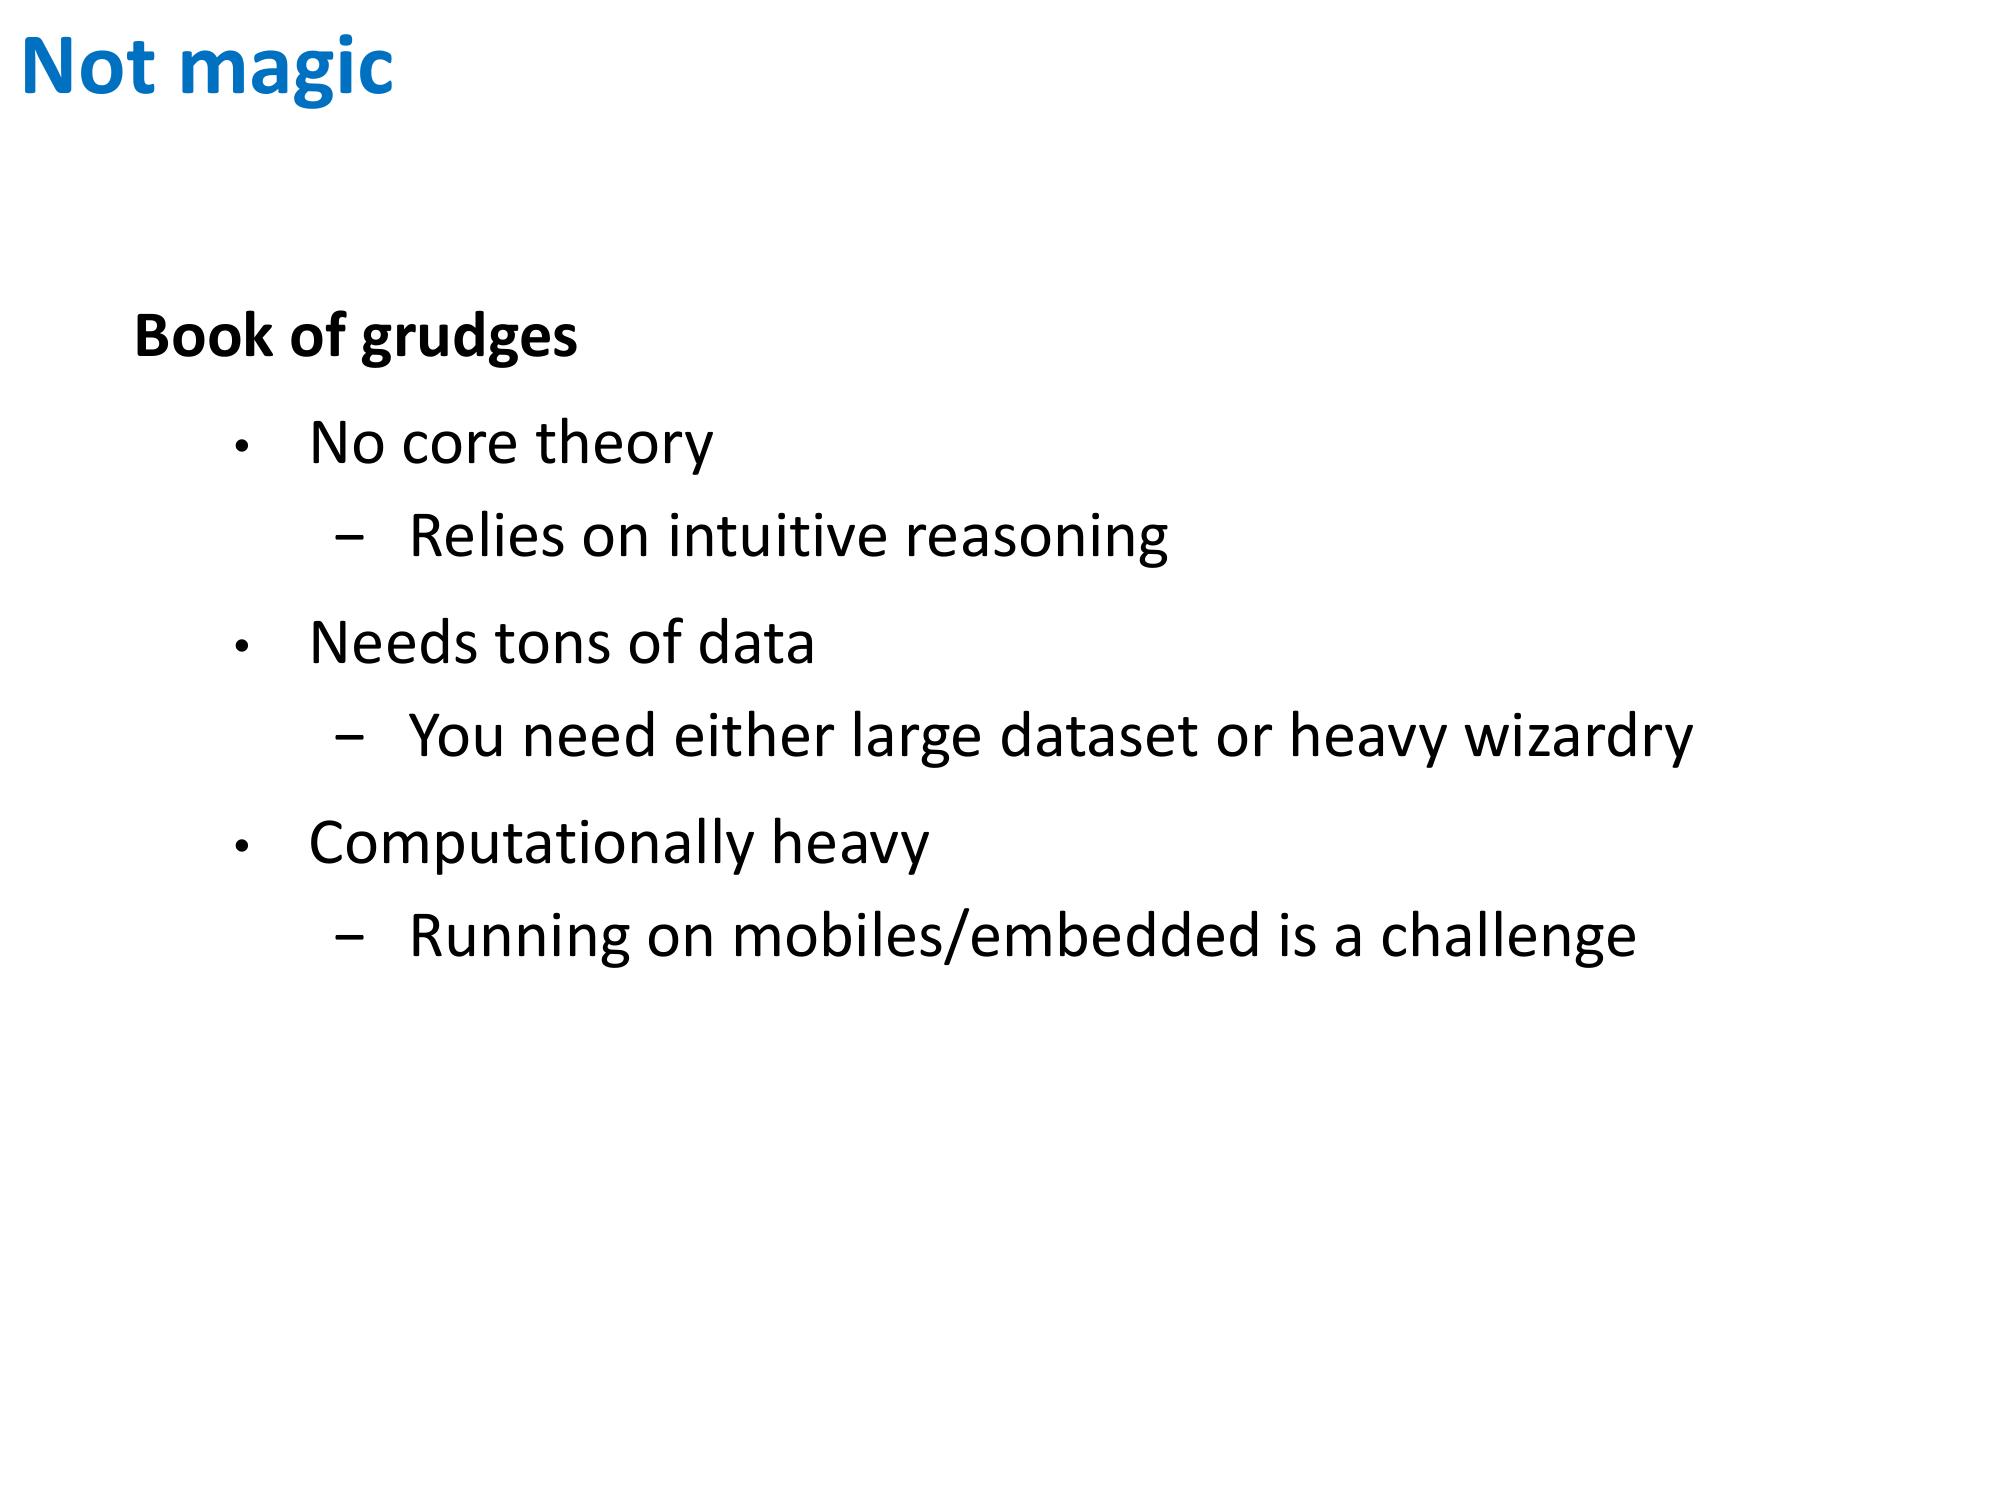 Not magic
Book of grudges
• No core theory
– Relies on intuitive reasoning
• Needs tons of data
– You need either large dataset or heavy wizardry
• Computationally heavy
– Running on mobiles/embedded is a challenge